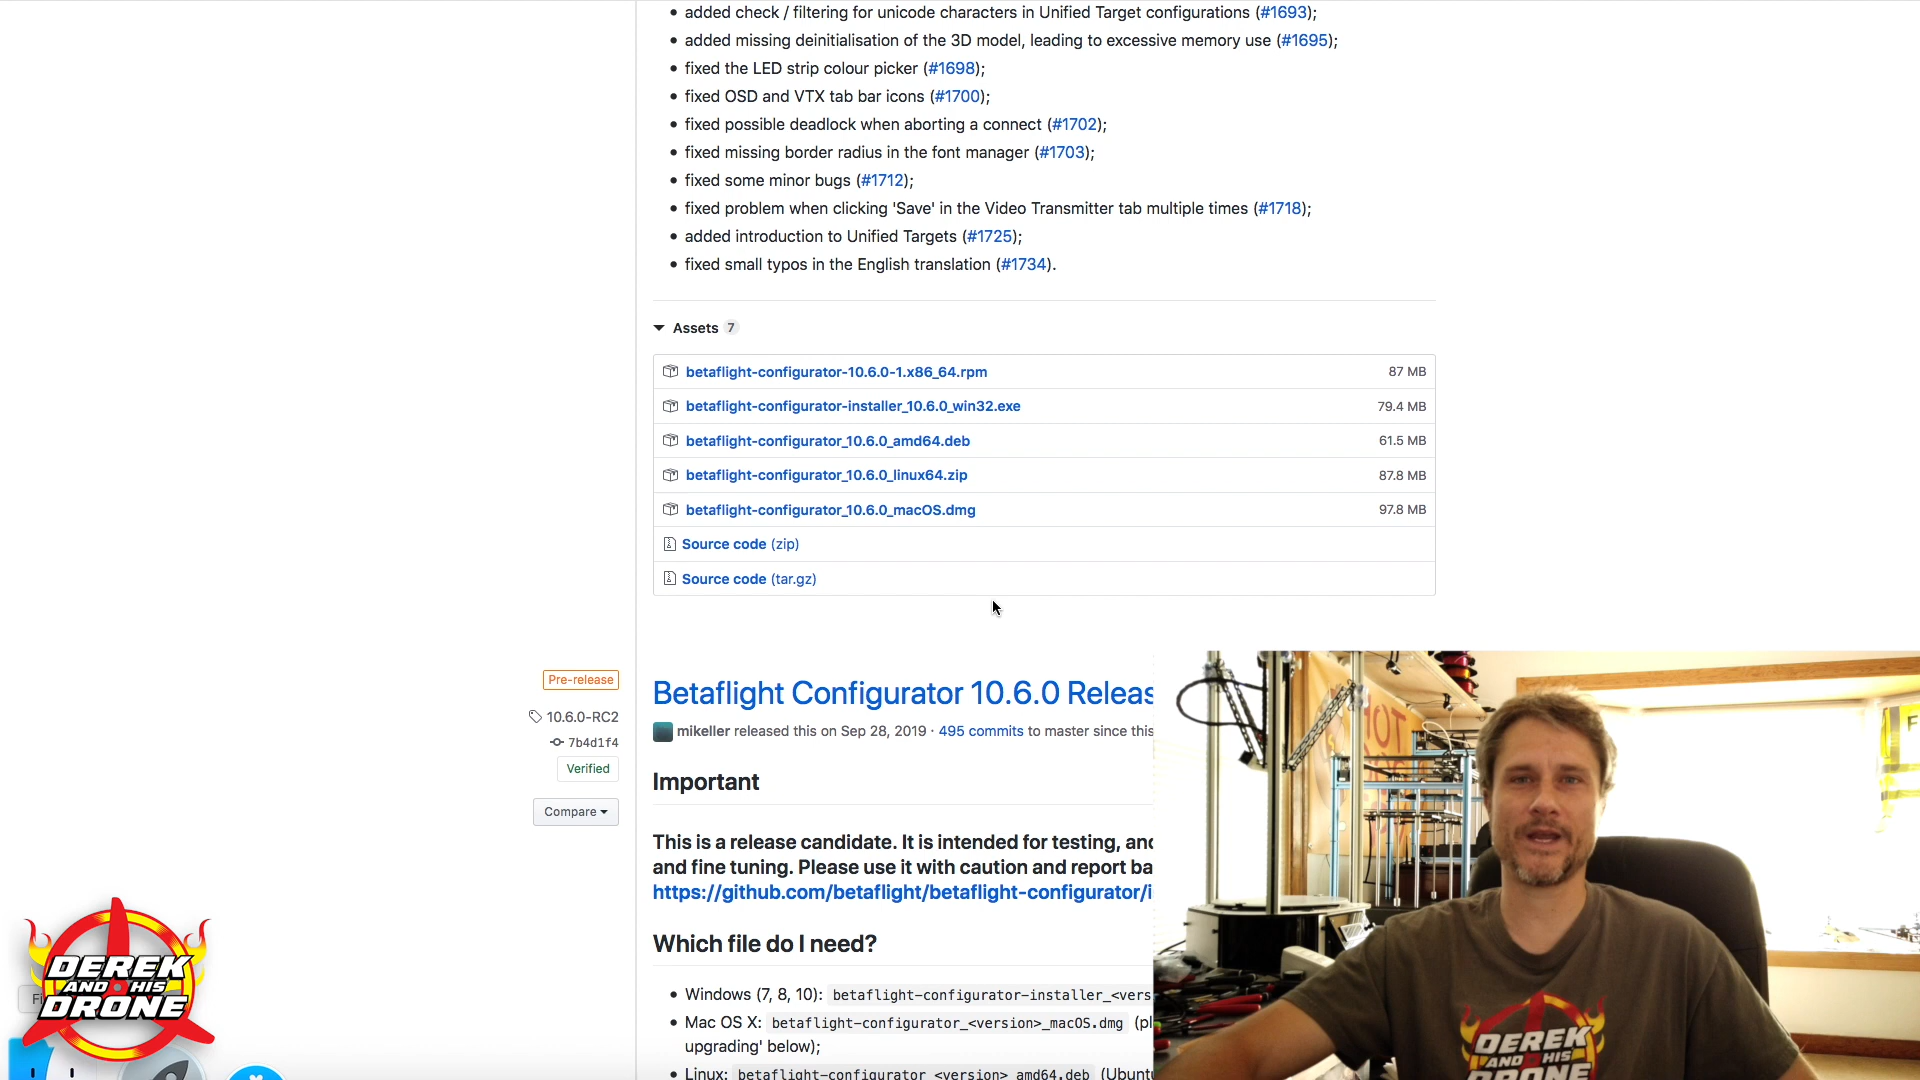 added check / filtering for unicode characters in Unified Target configurations (#1693);
added missing deinitialisation of the 3D model, leading to excessive memory use (#1695);
fixed the LED strip colour picker (#1698);
fixed OSD and VTX tab bar icons (#1700);
fixed possible deadlock when aborting a connect (#1702);
fixed missing border radius in the font manager (#1703);
fixed some minor bugs (#1712);
fixed problem when clicking 'Save' in the Video Transmitter tab multiple times (#1718);
added introduction to Unified Targets (#1725);
fixed small typos in the English translation (#1734).
Assets 7
betaflight-configurator-10.6.0-1.x86_64.rpm 87 MB
betaflight-configurator-installer_10.6.0_win32.exe 79.4 MB
betaflight-configurator_10.6.0_amd64.deb 61.5 MB
betaflight-configurator_10.6.0_linux64.zip 87.8 MB
betaflight-configurator_10.6.0_macOS.dmg 97.8 MB
Source code (zip)
Source code (tar.gz)
Pre-release
10.6.0-RC2
7b4d1f4
Verified
Compare
Betaflight Configurator 10.6.0 Releas
mikeller released this on Sep 28, 2019 · 495 commits to master since this
Important
This is a release candidate. It is intended for testing, and
and fine tuning. Please use it with caution and report ba
https://github.com/betaflight/betaflight-configurator/i
Which file do I need?
Windows (7, 8, 10): betaflight-configurator-installer_<vers
Mac OS X: betaflight-configurator_<version>_macOS.dmg (pl
upgrading' below);
Linux: betaflight-configurator_<version>_amd64.deb (Ubunt
DEREK
AND HIS
DRONE
DEREK
AND HIS
DRONE